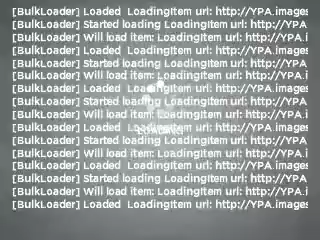 [BulkLoader] Loaded  LoadingItem url: http://YPA.images
[BulkLoader] Started loading LoadingItem url: http://YPA
[BulkLoader] Will load item: LoadingItem url: http://YPA.i
[BulkLoader] Loaded  LoadingItem url: http://YPA.images
[BulkLoader] Started loading LoadingItem url: http://YPA
[BulkLoader] Will load item: LoadingItem url: http://YPA.i
[BulkLoader] Loaded  LoadingItem url: http://YPA.images
[BulkLoader] Started loading LoadingItem url: http://YPA
[BulkLoader] Will load item: LoadingItem url: http://YPA.i
[BulkLoader] Loaded  LoadingItem url: http://YPA.images
LOADING
[BulkLoader] Started loading LoadingItem url: http://YPA
[BulkLoader] Will load item: LoadingItem url: http://YPA.i
[BulkLoader] Loaded  LoadingItem url: http://YPA.images
[BulkLoader] Started loading LoadingItem url: http://YPA
[BulkLoader] Will load item: LoadingItem url: http://YPA.i
[BulkLoader] Loaded  LoadingItem url: http://YPA.images